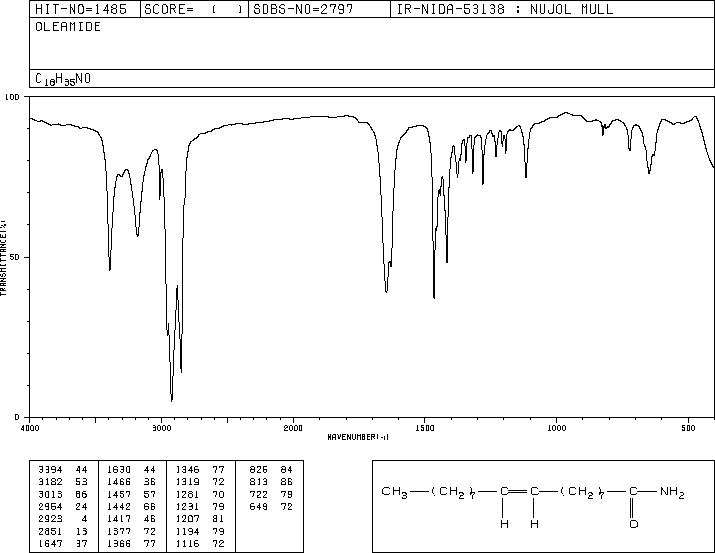 HIT-NO=1485 SCORE= ( ) SDBS-NO=2797 IR-NIDA-53138 : NUJOL MULL
OLEAMIDE
C18H35NO
100
50
0
TRANSMITTANCE(%)
4000 3000 2000 1500 1000 500
WAVENUMBER(-1)
3394 44 1630 44 1346 77 825 84
3182 53 1466 36 1319 72 813 86
3013 66 1457 57 1281 70 722 79
2954 24 1442 66 1231 79 649 72
2923 4 1417 46 1207 81
2851 13 1377 72 1194 79
1647 37 1366 77 1116 72
CH3 (CH2)7 C C (CH2)7 C NH2
H H O